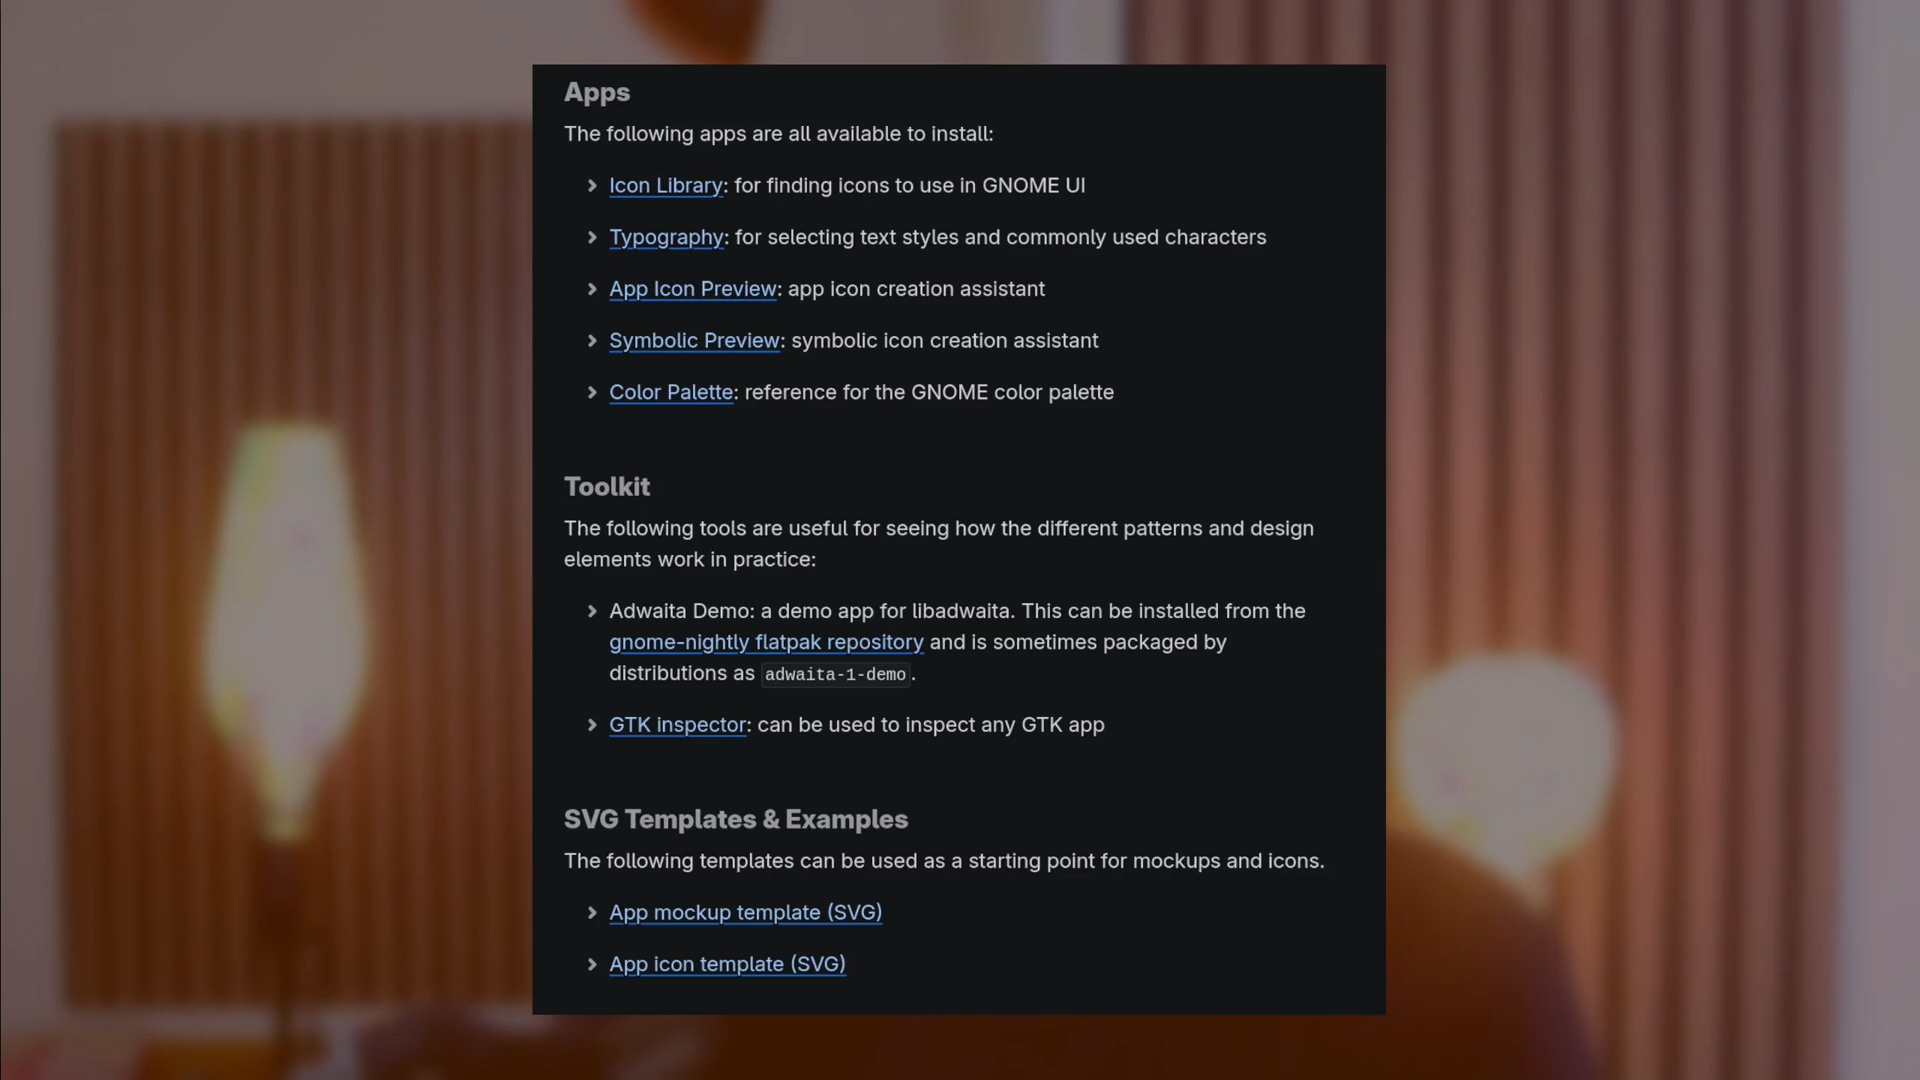 Apps
The following apps are all available to install:
Icon Library: for finding icons to use in GNOME UI
Typography: for selecting text styles and commonly used characters
App Icon Preview: app icon creation assistant
Symbolic Preview: symbolic icon creation assistant
Color Palette: reference for the GNOME color palette
Toolkit
The following tools are useful for seeing how the different patterns and design
elements work in practice:
Adwaita Demo: a demo app for libadwaita. This can be installed from the
gnome-nightly flatpak repository and is sometimes packaged by
distributions as adwaita-1-demo.
GTK inspector: can be used to inspect any GTK app
SVG Templates & Examples
The following templates can be used as a starting point for mockups and icons.
App mockup template (SVG)
App icon template (SVG)